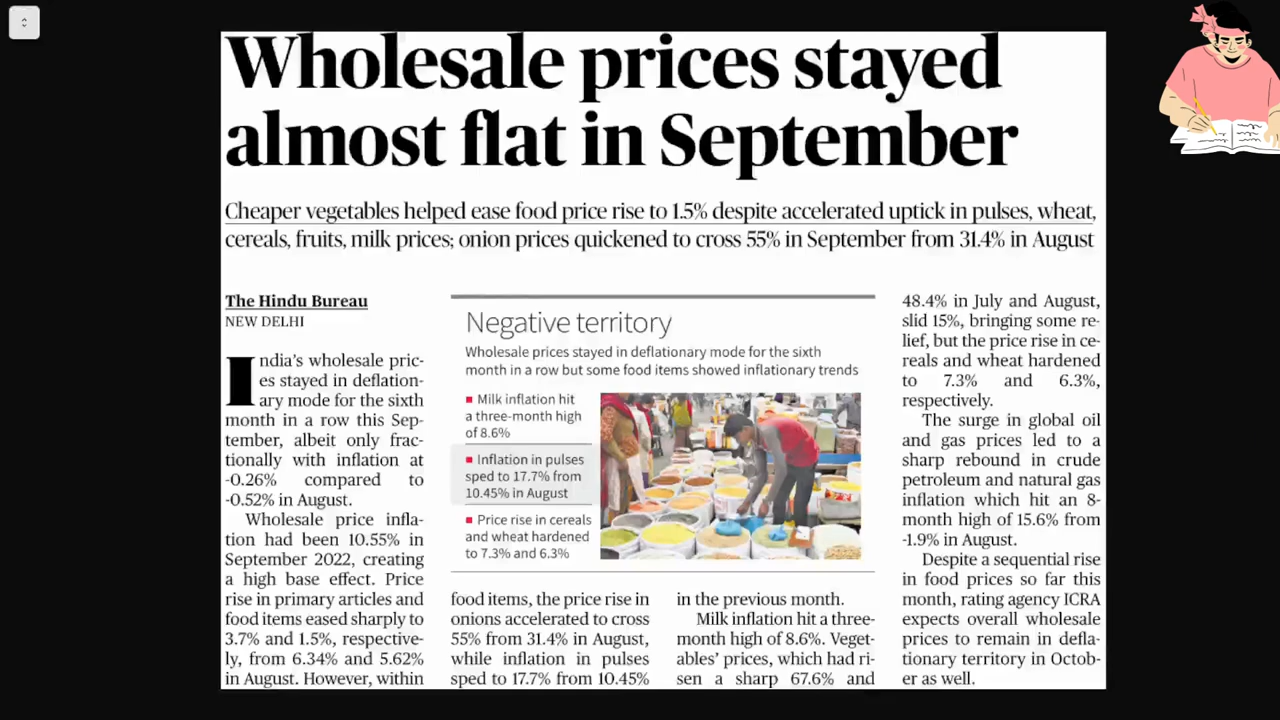 Wholesale prices stayed
almost flat in September
Cheaper vegetables helped ease food price rise to 1.5% despite accelerated uptick in pulses, wheat,
cereals, fruits, milk prices; onion prices quickened to cross 55% in September from 31.4% in August
The Hindu Bureau
NEW DELHI
India’s wholesale pric-
es stayed in deflation-
ary mode for the sixth
month in a row this Sep-
tember, albeit only frac-
tionally with inflation at
-0.26% compared to
-0.52% in August.
Wholesale price infla-
tion had been 10.55% in
September 2022, creating
a high base effect. Price
rise in primary articles and
food items eased sharply to
3.7% and 1.5%, respective-
ly, from 6.34% and 5.62%
in August. However, within
Negative territory
Wholesale prices stayed in deflationary mode for the sixth
month in a row but some food items showed inflationary trends
■ Milk inflation hit
a three-month high
of 8.6%
■ Inflation in pulses
sped to 17.7% from
10.45% in August
■ Price rise in cereals
and wheat hardened
to 7.3% and 6.3%
food items, the price rise in
onions accelerated to cross
55% from 31.4% in August,
while inflation in pulses
sped to 17.7% from 10.45%
in the previous month.
Milk inflation hit a three-
month high of 8.6%. Veget-
ables’ prices, which had ri-
sen a sharp 67.6% and
48.4% in July and August,
slid 15%, bringing some re-
lief, but the price rise in ce-
reals and wheat hardened
to 7.3% and 6.3%,
respectively.
The surge in global oil
and gas prices led to a
sharp rebound in crude
petroleum and natural gas
inflation which hit an 8-
month high of 15.6% from
-1.9% in August.
Despite a sequential rise
in food prices so far this
month, rating agency ICRA
expects overall wholesale
prices to remain in defla-
tionary territory in Octob-
er as well.